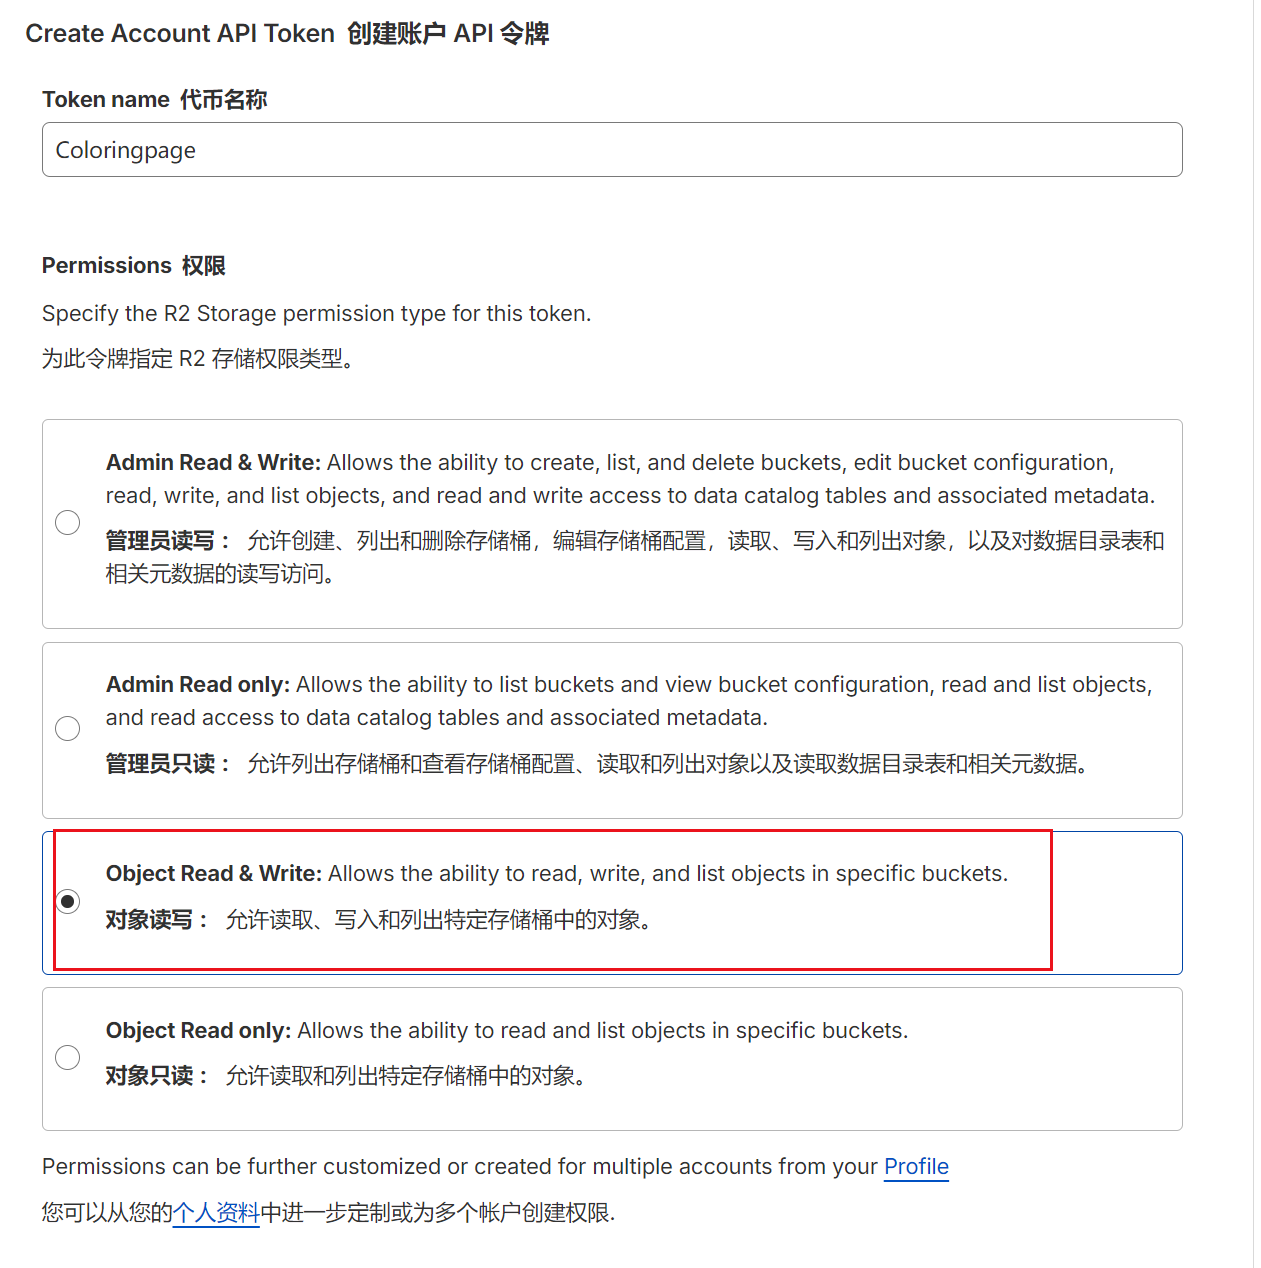 Create Account API Token 创建账户 API 令牌
Token name 代币名称
Coloringpage
Permissions 权限
Specify the R2 Storage permission type for this token.
为此令牌指定 R2 存储权限类型。
Admin Read & Write: Allows the ability to create, list, and delete buckets, edit bucket configuration,
read, write, and list objects, and read and write access to data catalog tables and associated metadata.
管理员读写： 允许创建、列出和删除存储桶，编辑存储桶配置，读取、写入和列出对象，以及对数据目录表和
相关元数据的读写访问。
Admin Read only: Allows the ability to list buckets and view bucket configuration, read and list objects,
and read access to data catalog tables and associated metadata.
管理员只读： 允许列出存储桶和查看存储桶配置、读取和列出对象以及读取数据目录表和相关元数据。
Object Read & Write: Allows the ability to read, write, and list objects in specific buckets.
对象读写： 允许读取、写入和列出特定存储桶中的对象。
Object Read only: Allows the ability to read and list objects in specific buckets.
对象只读： 允许读取和列出特定存储桶中的对象。
Permissions can be further customized or created for multiple accounts from your Profile
您可以从您的个人资料中进一步定制或为多个帐户创建权限.